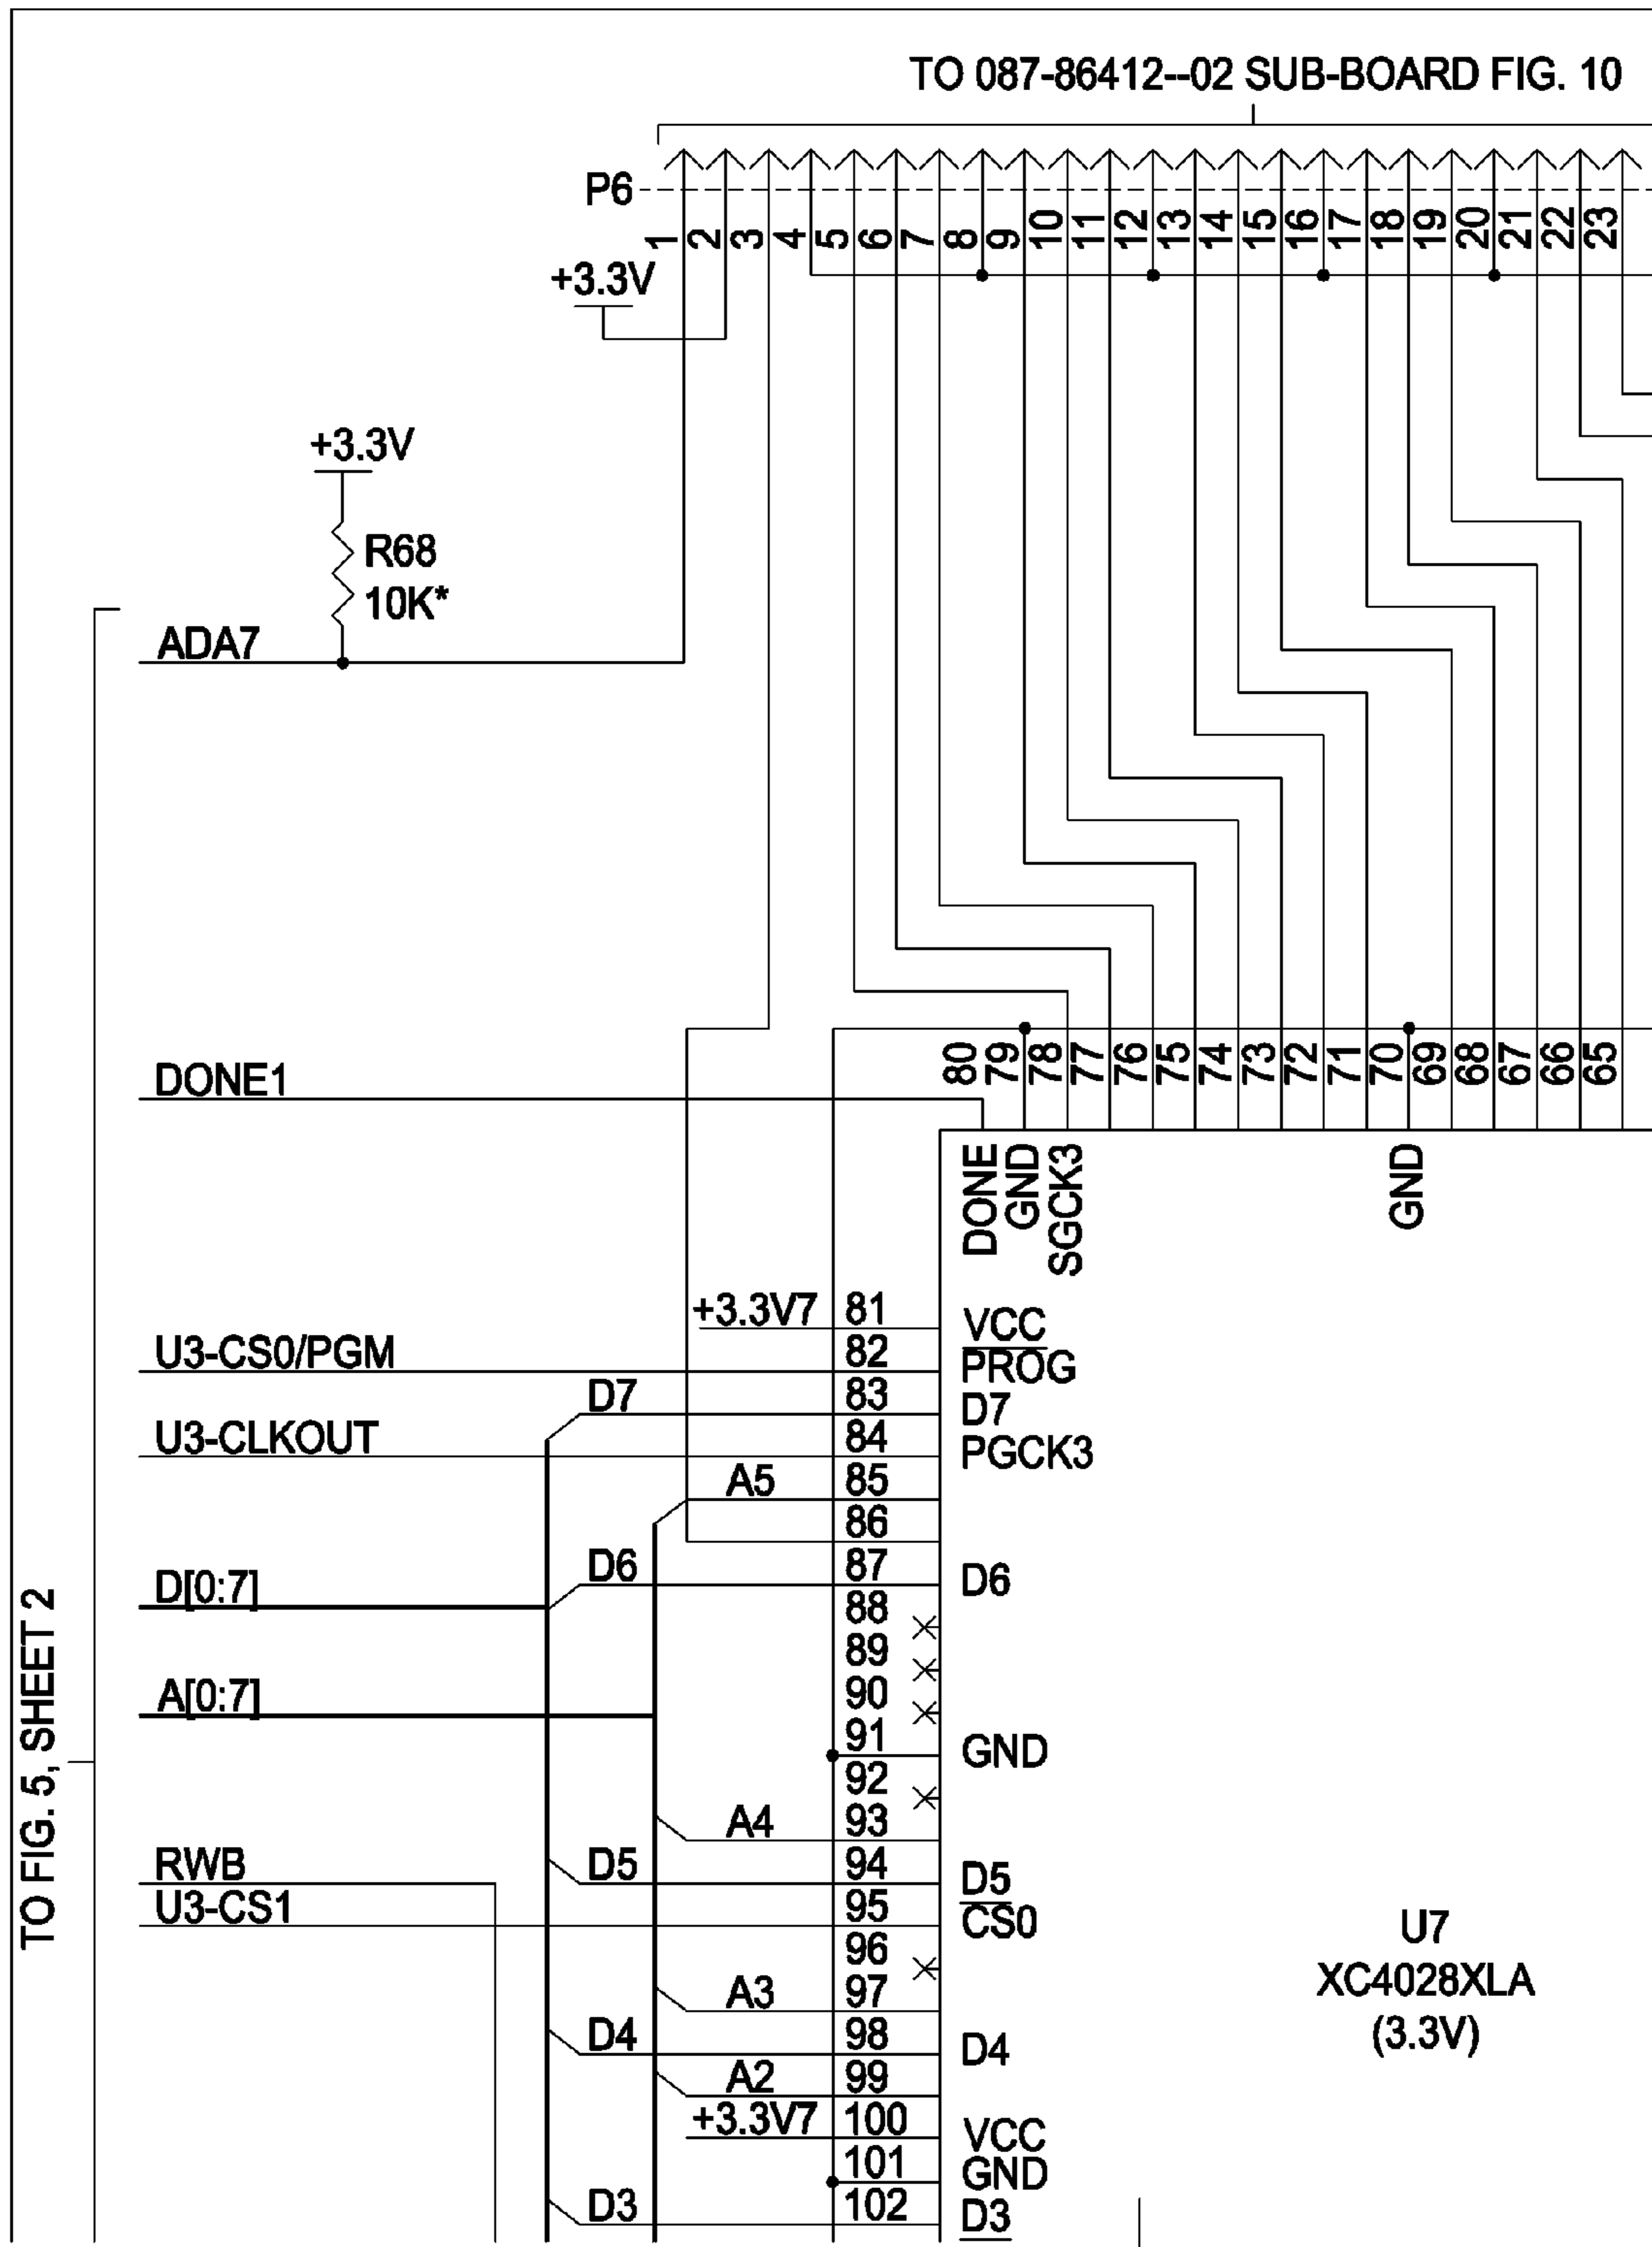 TO 087-86412--02 SUB-BOARD FIG. 10
P6
1 2 3 4 5 6 7 8 9 10 11 12 13 14 15 16 17 18 19 20 21 22 23
+3.3V
+3.3V
R68
10K*
ADA7
DONE1
80 79 78 77 76 75 74 73 72 71 70 69 68 67 66 65
DONE
GND
SGCK3
GND
+3.3V7 81 VCC
U3-CS0/PGM 82 PROG
D7 83 D7
U3-CLKOUT 84 PGCK3
A5 85
86
D6 87 D6
D[0:7]
88
89
A[0:7] 90
91 GND
92
A4 93
RWB D5 94 D5
U3-CS1 95 CS0
96
A3 97
D4 98 D4
A2 99
+3.3V7 100 VCC
101 GND
D3 102 D3
TO FIG. 5, SHEET 2
U7
XC4028XLA
(3.3V)